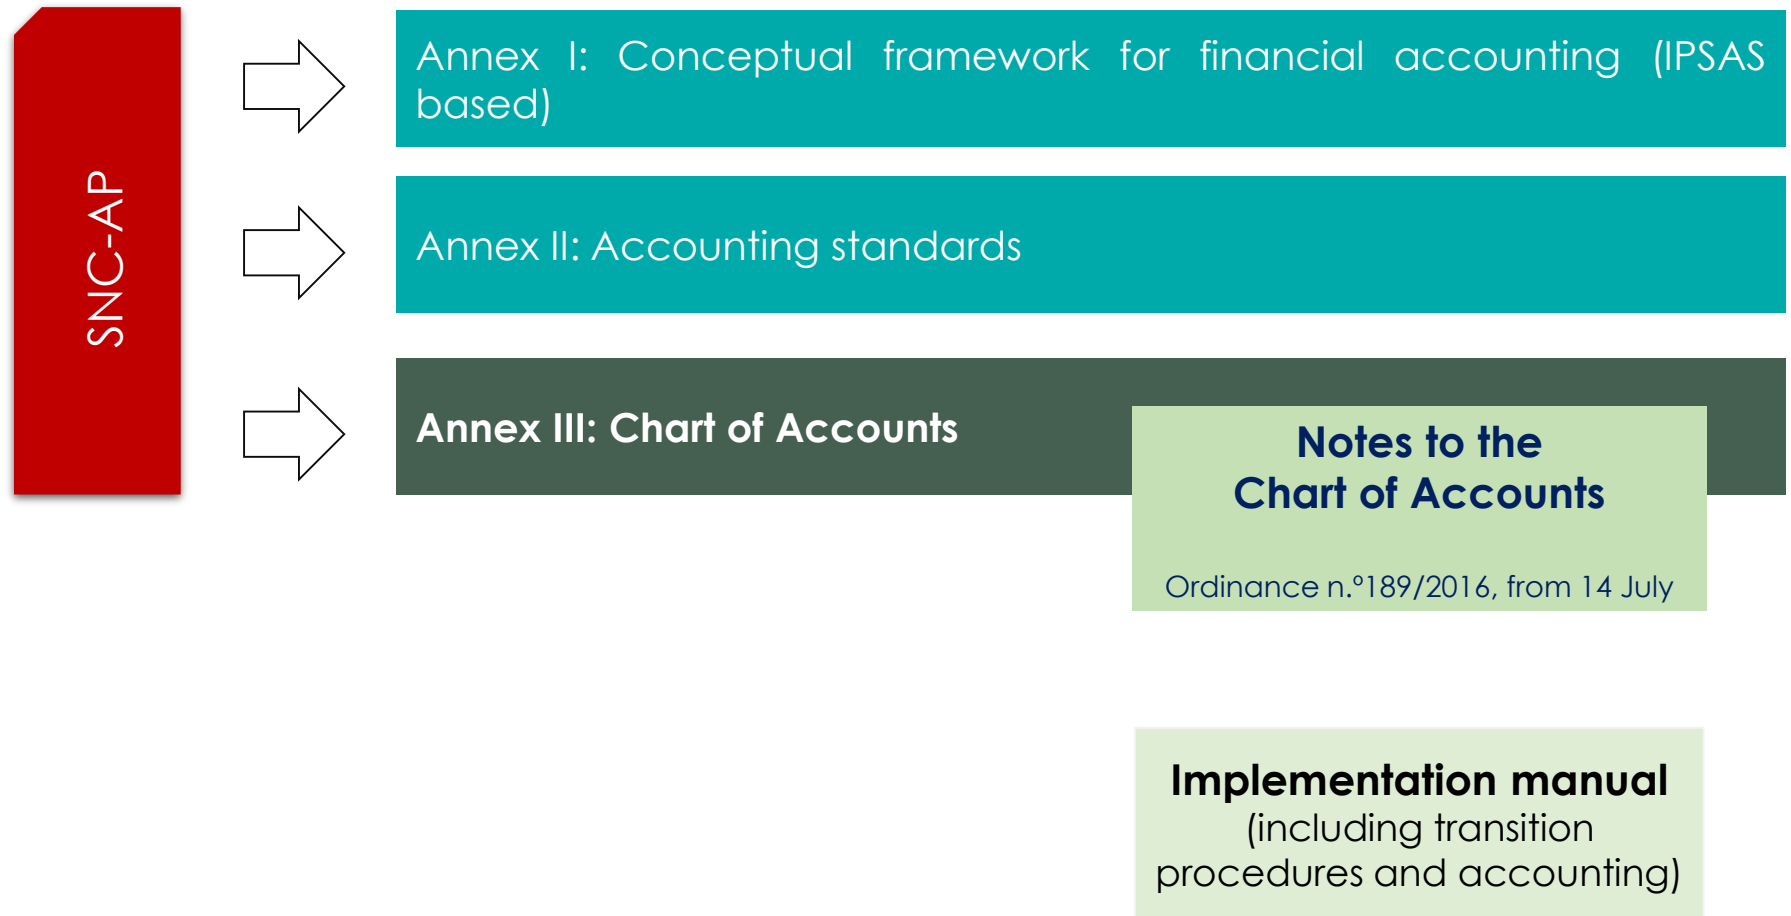 SNC-AP
Annex I: Conceptual framework for financial accounting (IPSAS
based)
Annex II: Accounting standards
Annex III: Chart of Accounts
Notes to the
Chart of Accounts
Ordinance n.º189/2016, from 14 July
Implementation manual
(including transition
procedures and accounting)